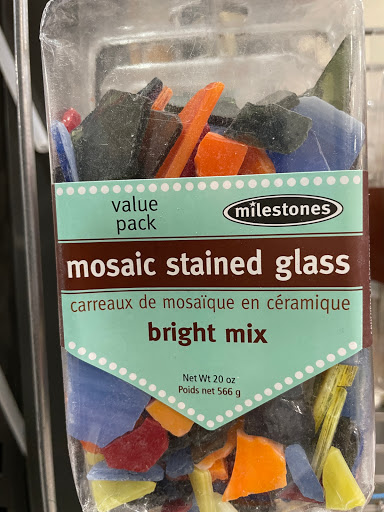 value
pack
milestones
mosaic stained glass
carreaux de mosaïque en céramique
bright mix
Net Wt 20 oz
Poids net 566 g